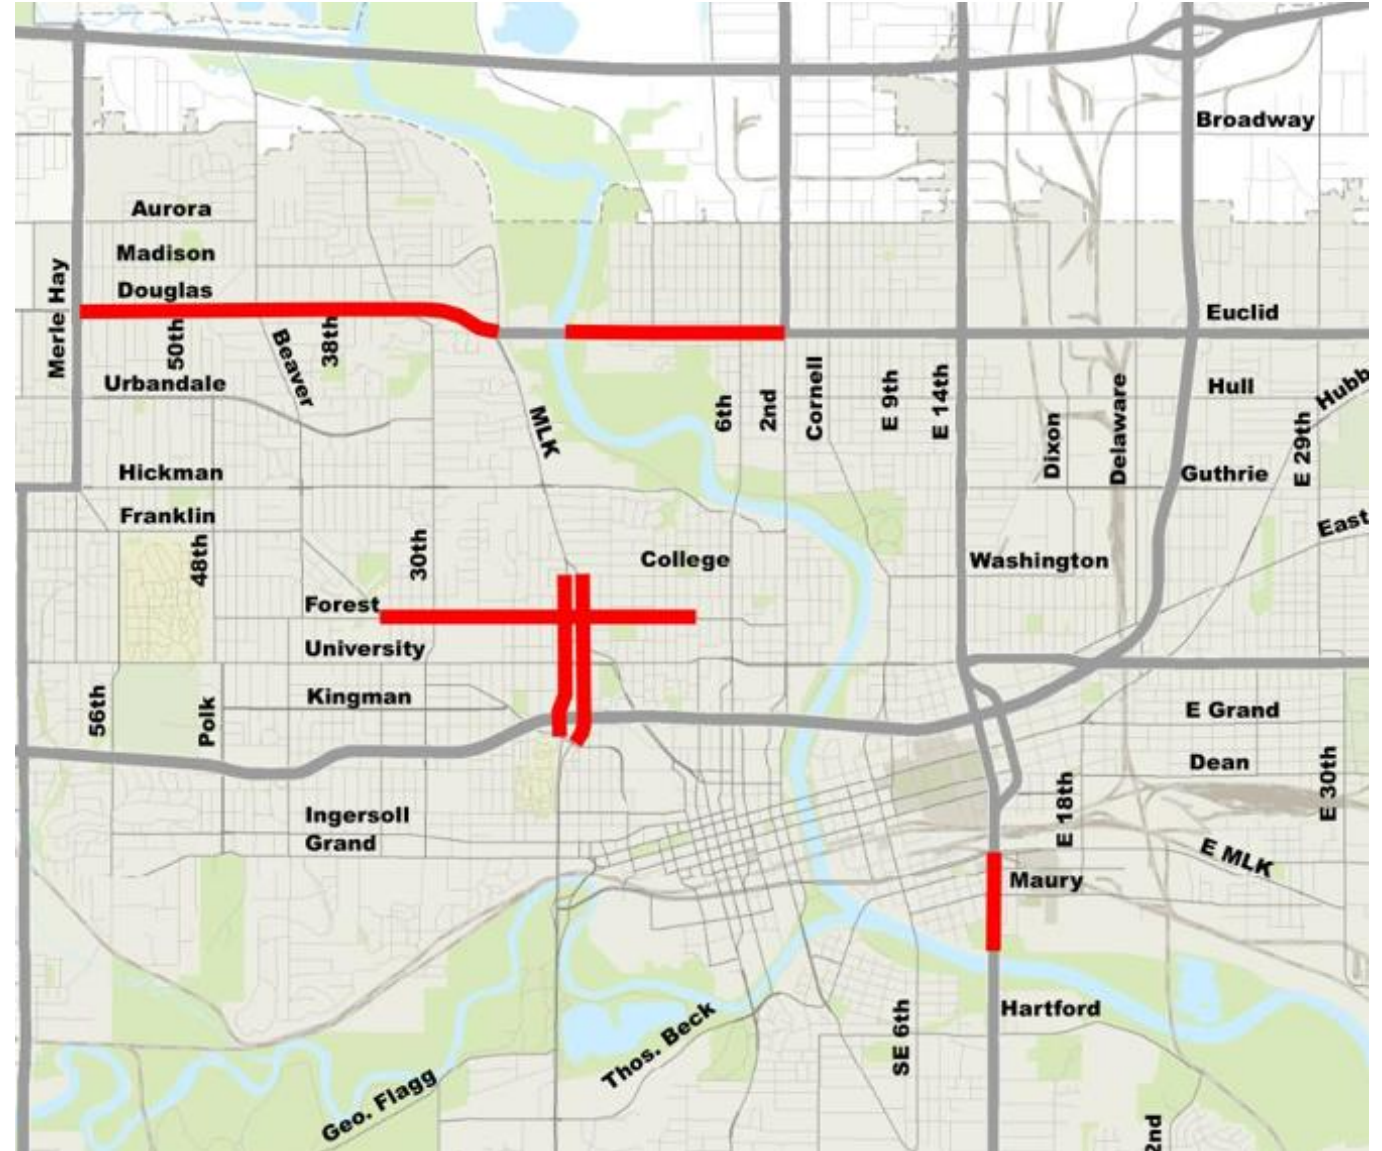 Broadway
Aurora
Madison
Douglas
Merle Hay
50th
Beaver
38th
Euclid
Urbandale
MLK
6th
2nd
Cornell
E 9th
E 14th
Dixon
Delaware
Hull
Hubb
E 29th
Hickman
Guthrie
Franklin
East
48th
30th
College
Washington
Forest
University
56th
Polk
Kingman
E Grand
Dean
E 18th
E 30th
Ingersoll
Grand
E MLK
Maury
Hartford
SE 6th
Thos. Beck
Geo. Flagg
2nd